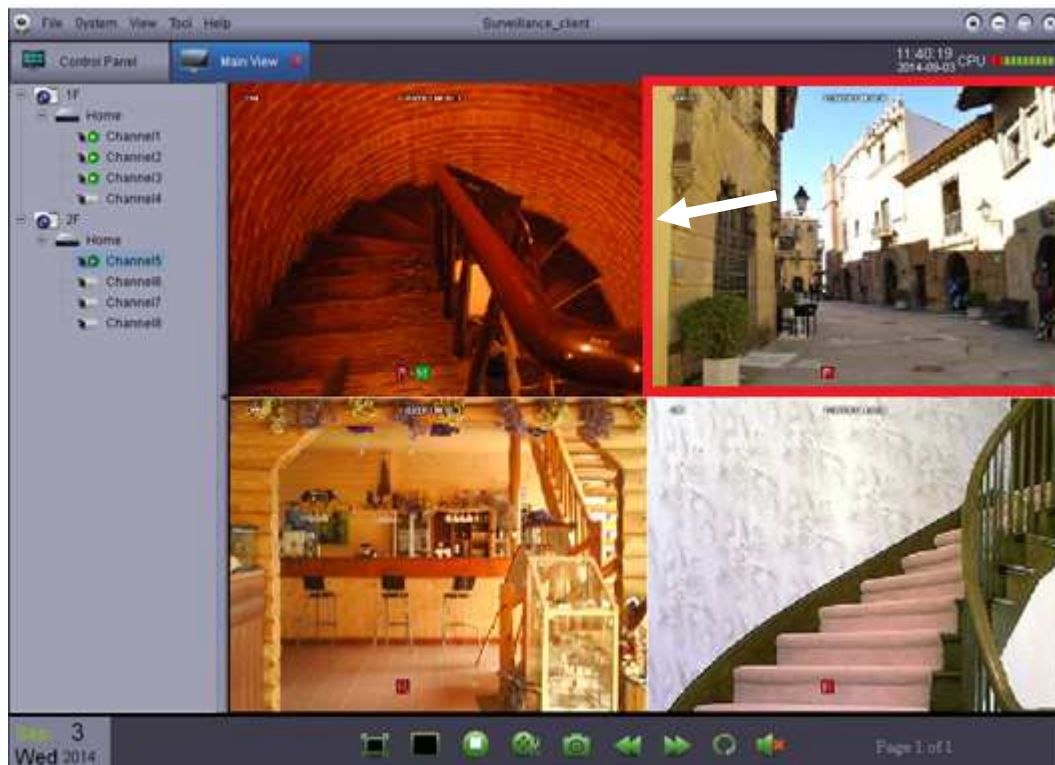 File System View Tool Help
Surveillance_client
Control Panel
Main View
11:40:19
2014-09-03
CPU
1F
Home
Channel1
Channel2
Channel3
Channel4
2F
Home
Channel5
Channel6
Channel7
Channel8
3
Wed 2014
Page 1 of 1